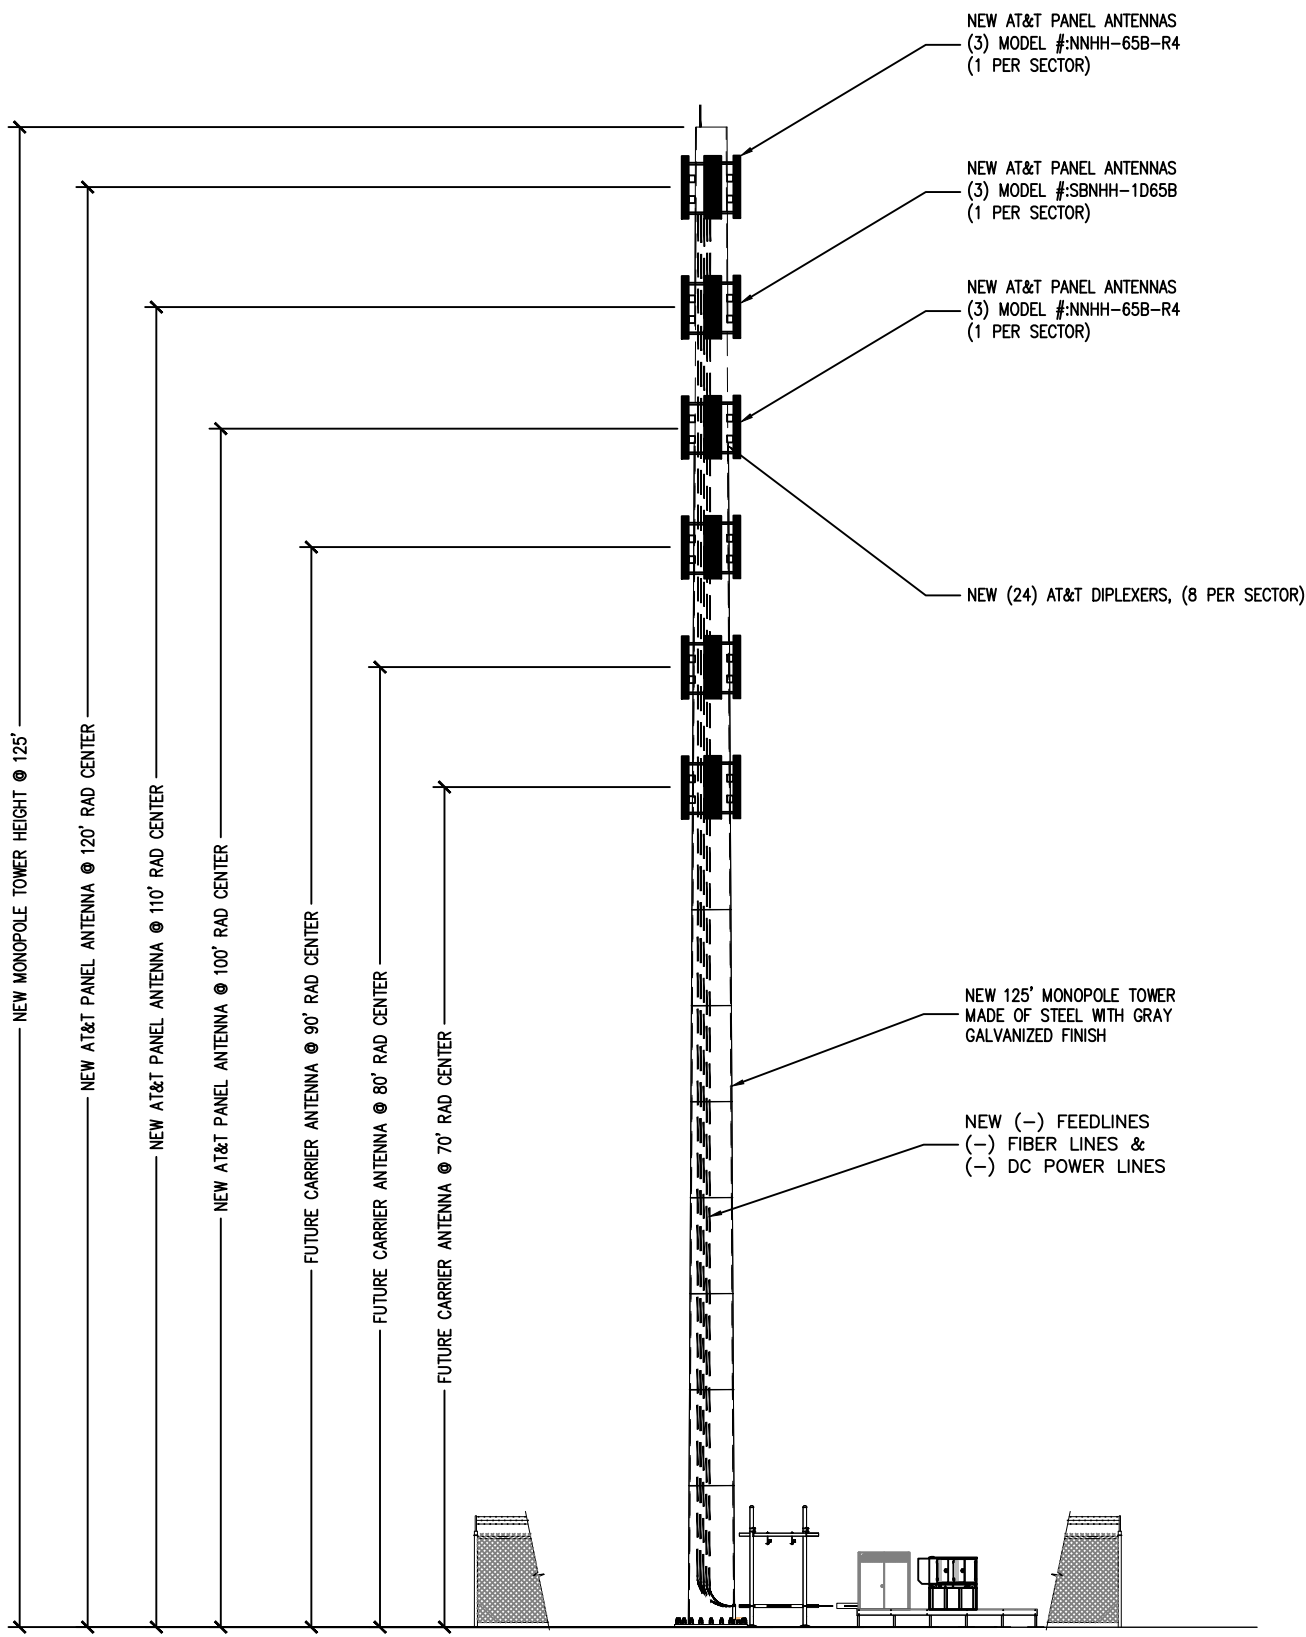 NEW AT&T PANEL ANTENNAS
(3) MODEL #:NNHH-65B-R4
(1 PER SECTOR)
NEW AT&T PANEL ANTENNAS
(3) MODEL #:SBNHH-1D65B
(1 PER SECTOR)
NEW AT&T PANEL ANTENNAS
(3) MODEL #:NNHH-65B-R4
(1 PER SECTOR)
NEW (24) AT&T DIPLEXERS, (8 PER SECTOR)
NEW MONOPOLE TOWER HEIGHT @ 125'
NEW AT&T PANEL ANTENNA @ 120' RAD CENTER
NEW AT&T PANEL ANTENNA @ 110' RAD CENTER
NEW AT&T PANEL ANTENNA @ 100' RAD CENTER
FUTURE CARRIER ANTENNA @ 90' RAD CENTER
FUTURE CARRIER ANTENNA @ 80' RAD CENTER
FUTURE CARRIER ANTENNA @ 70' RAD CENTER
NEW 125' MONOPOLE TOWER
MADE OF STEEL WITH GRAY
GALVANIZED FINISH
NEW (-) FEEDLINES
(-) FIBER LINES &
(-) DC POWER LINES